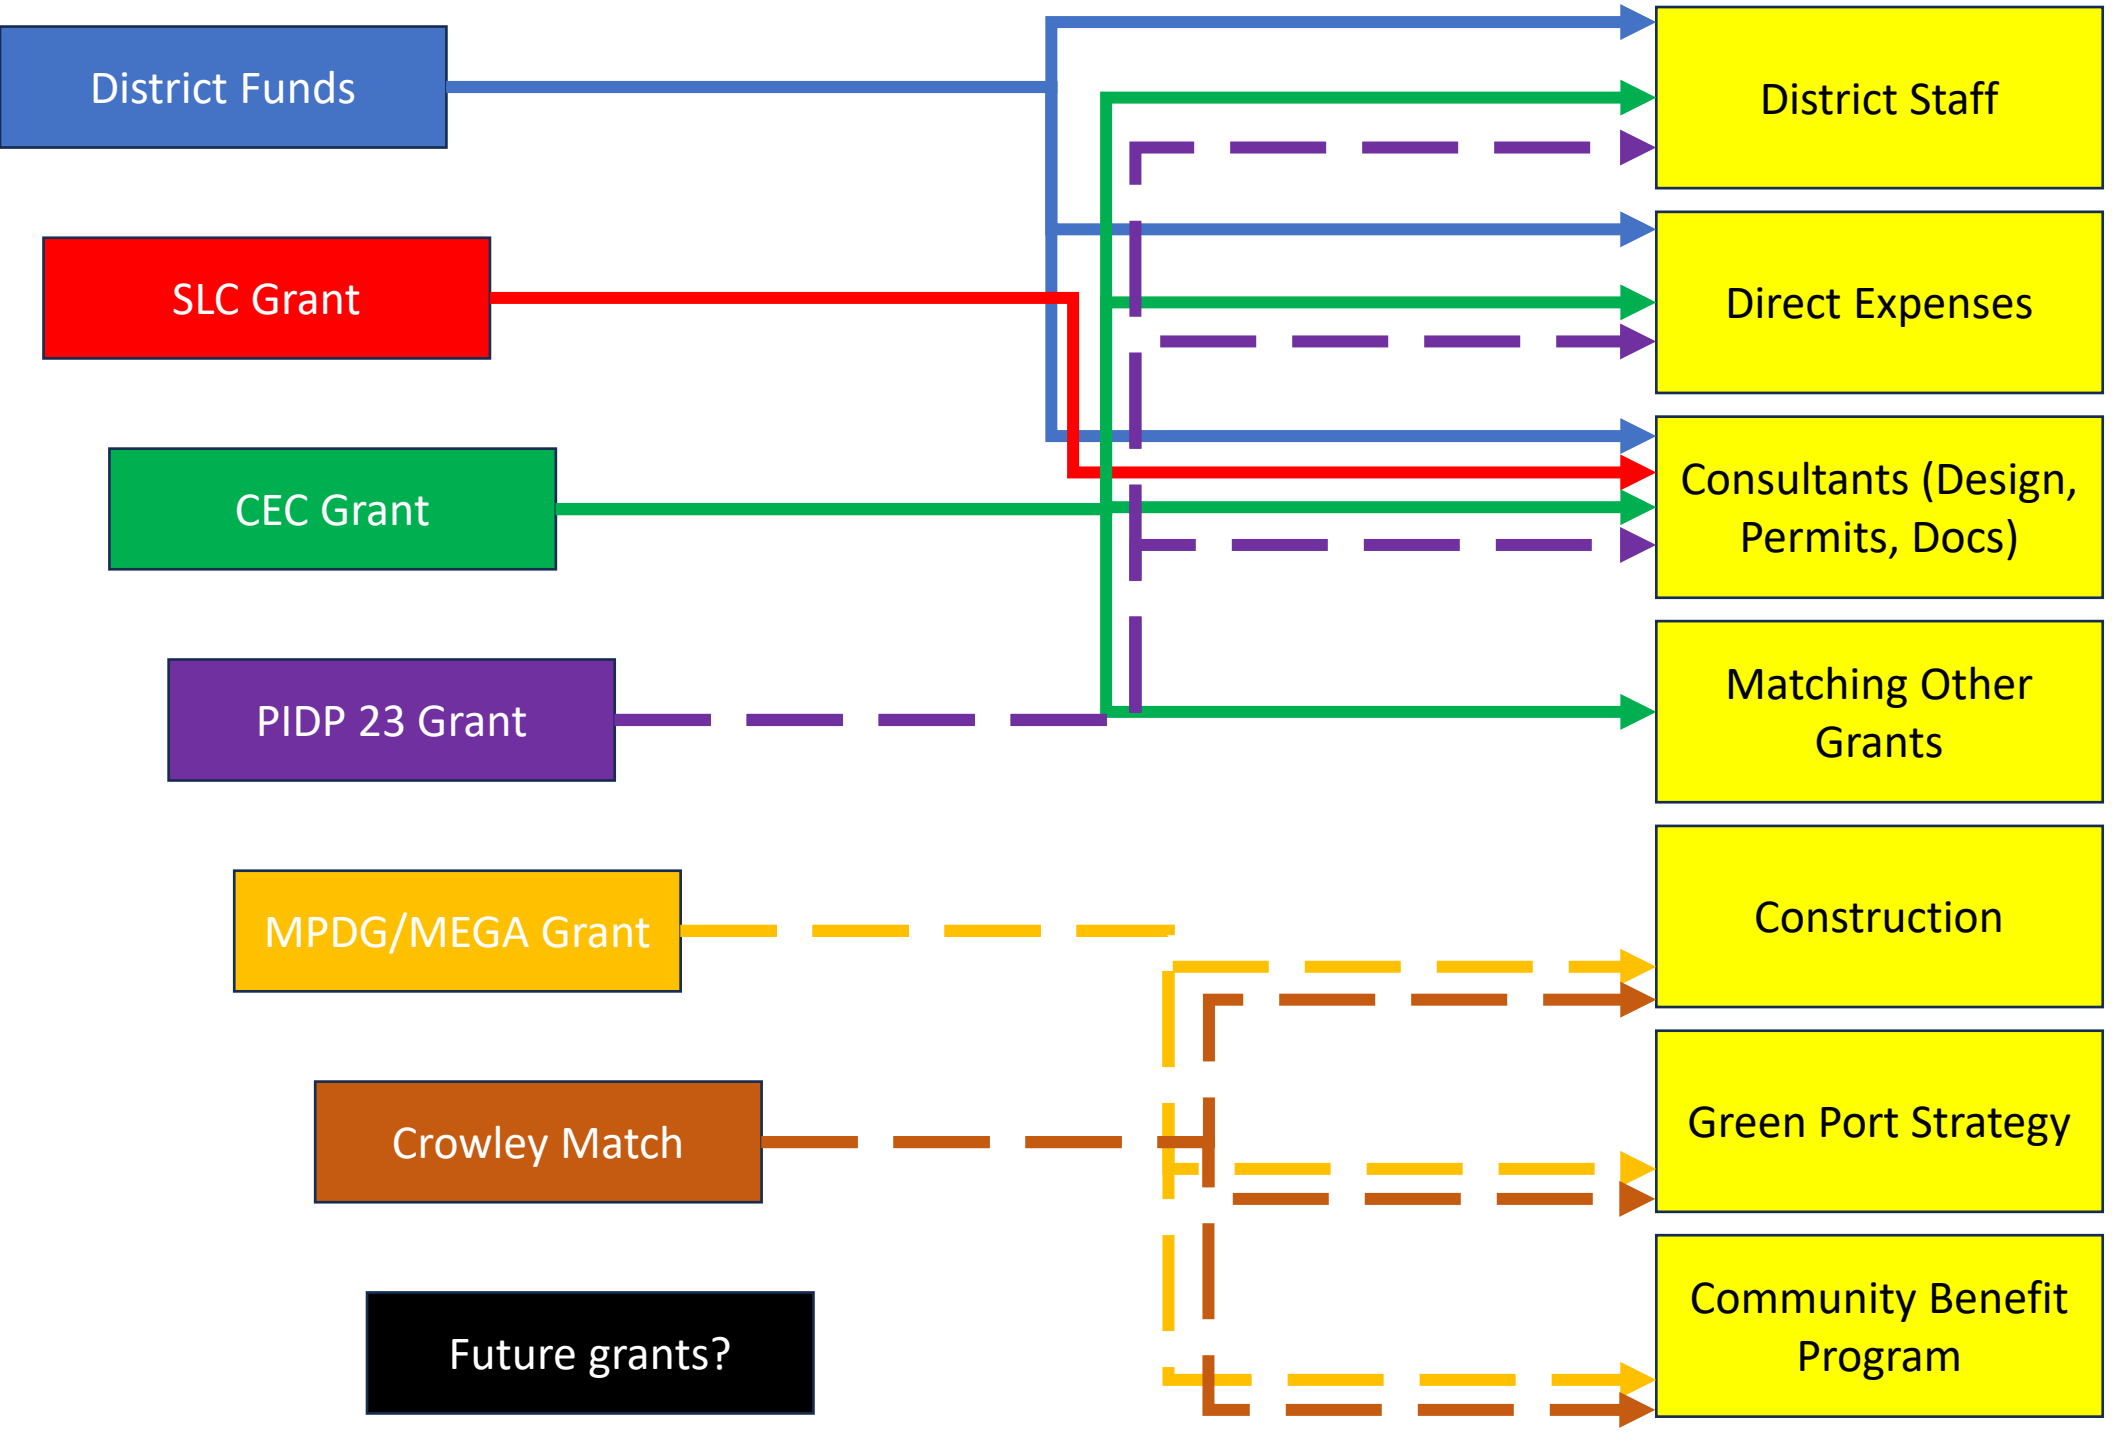 District Funds
SLC Grant
CEC Grant
PIDP 23 Grant
MPDG/MEGA Grant
Crowley Match
Future grants?
District Staff
Direct Expenses
Consultants (Design,
Permits, Docs)
Matching Other
Grants
Construction
Green Port Strategy
Community Benefit
Program